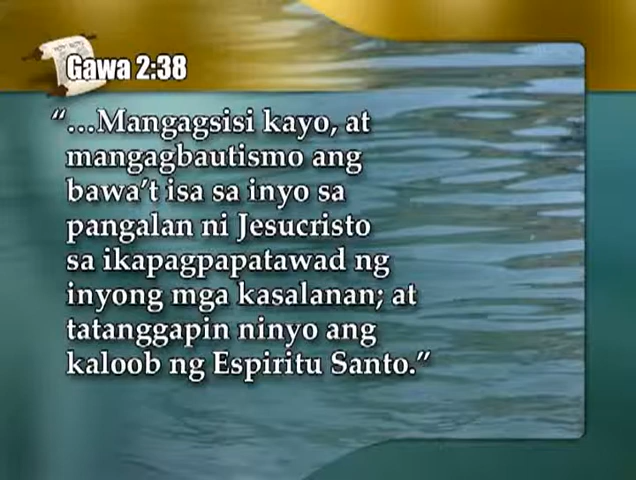 Gawa 2:38
“...Mangagsisi kayo, at
mangagbautismo ang
bawa’t isa sa inyo sa
pangalan ni Jesucristo
sa ikapagpapatawad ng
inyong mga kasalanan; at
tatanggapin ninyo ang
kaloob ng Espiritu Santo.”